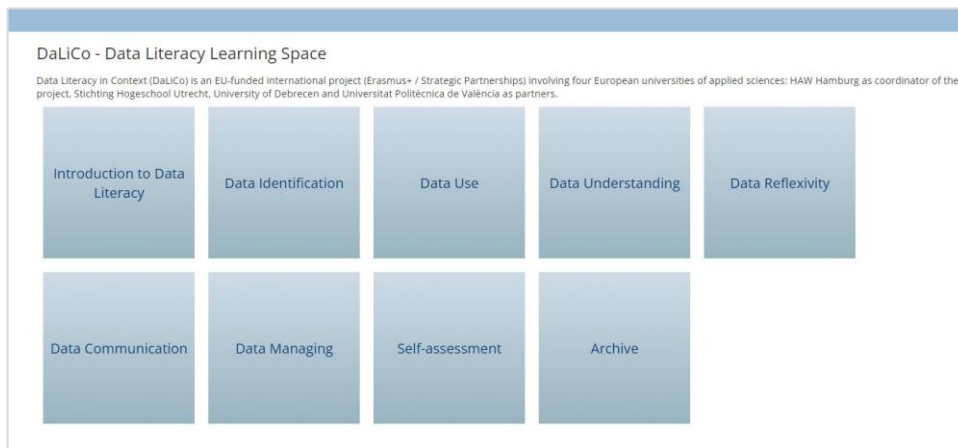 DaLiCo - Data Literacy Learning Space
Data Literacy in Context (DaLiCo) is an EU-funded international project (Erasmus+ / Strategic Partnerships) involving four European universities of applied sciences: HAW Hamburg as coordinator of the
project, Stichting Hogeschool Utrecht, University of Debrecen and Universitat Politècnica de València as partners.
Introduction to Data
Literacy
Data Identification
Data Use
Data Understanding
Data Reflexivity
Data Communication
Data Managing
Self-assessment
Archive